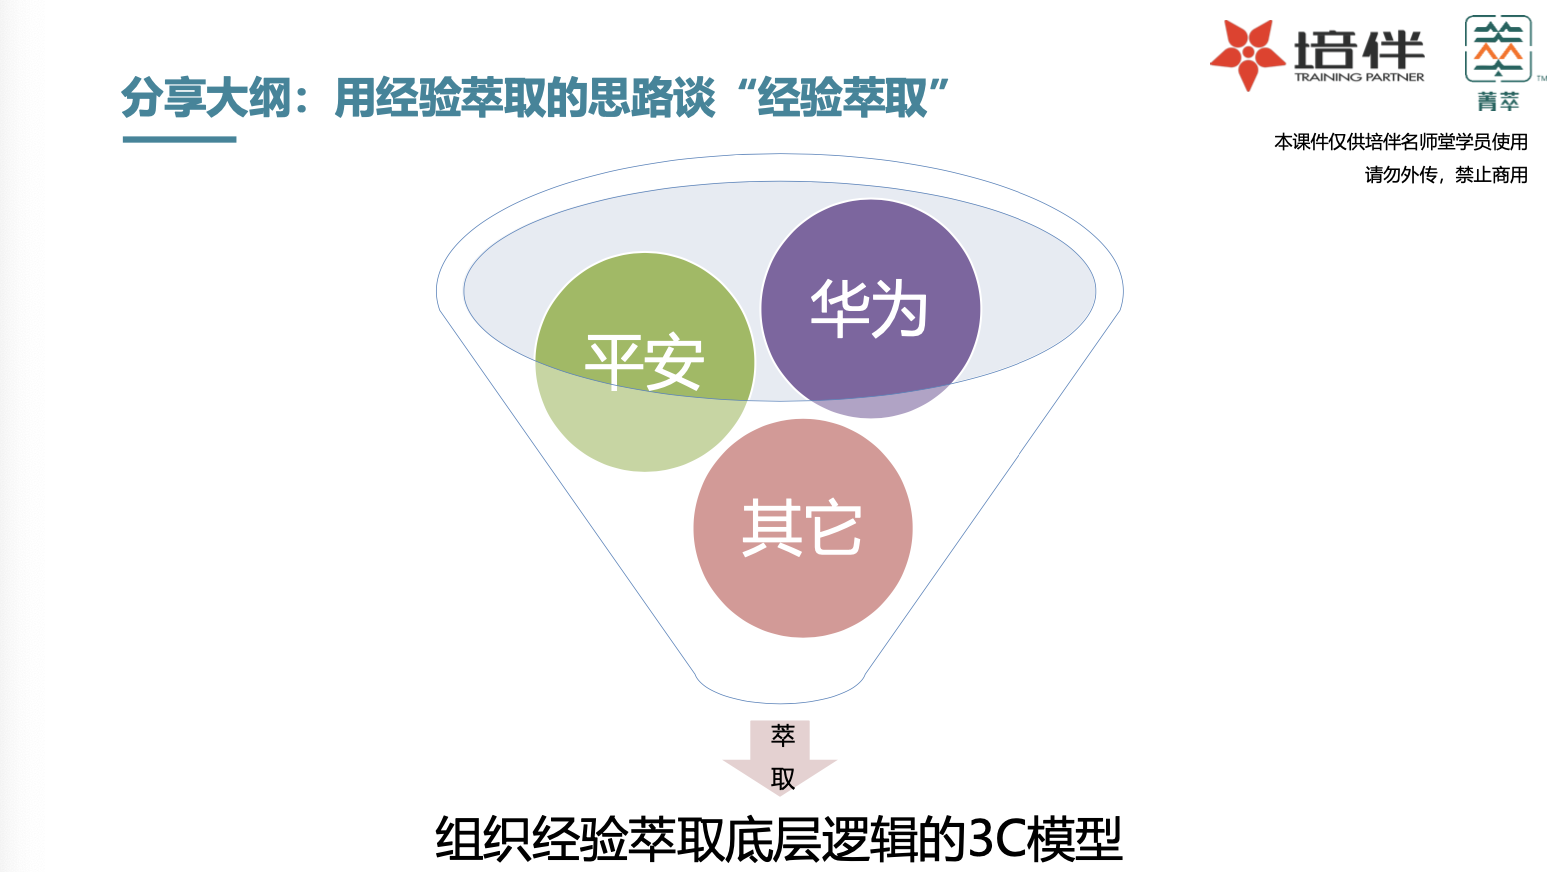 分享大纲：用经验萃取的思路谈“经验萃取”
培伴
TRAINING PARTNER
TM
菁萃
本课件仅供培伴名师堂学员使用
请勿外传，禁止商用
华为
平安
其它
萃
取
组织经验萃取底层逻辑的3C模型